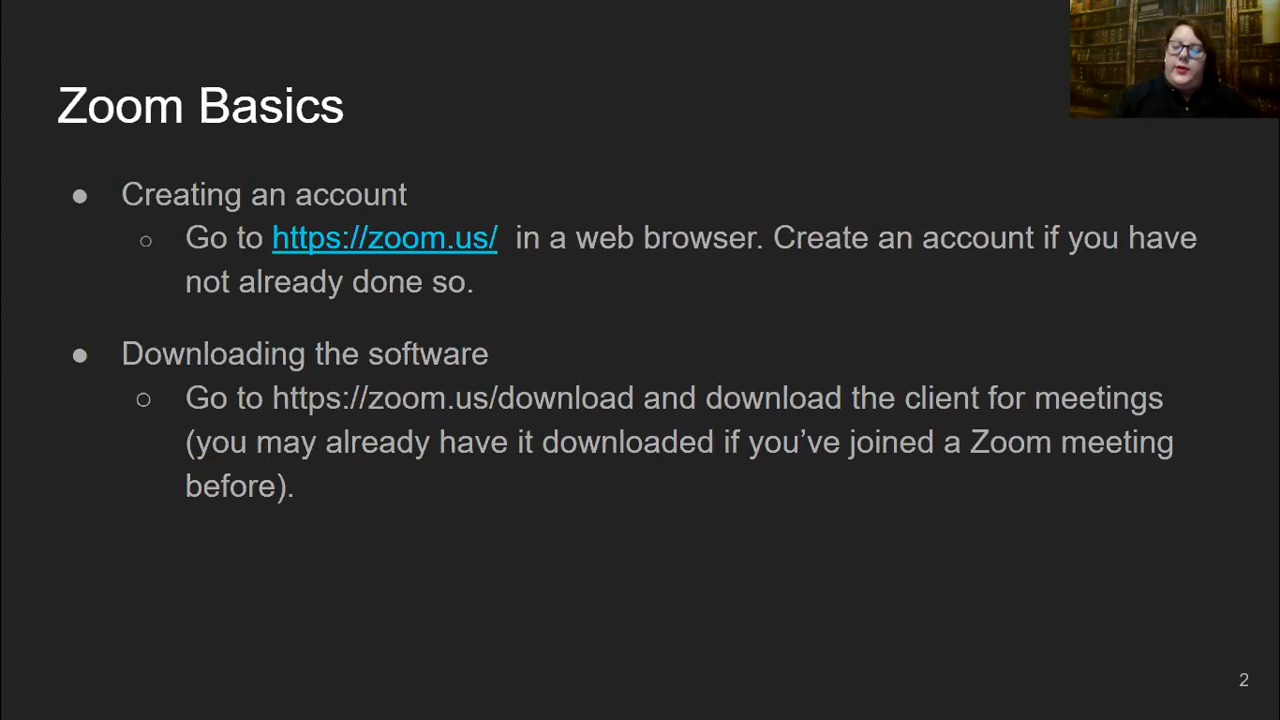 Zoom Basics
● Creating an account
○ Go to https://zoom.us/ in a web browser. Create an account if you have
not already done so.
● Downloading the software
○ Go to https://zoom.us/download and download the client for meetings
(you may already have it downloaded if you’ve joined a Zoom meeting
before).
2